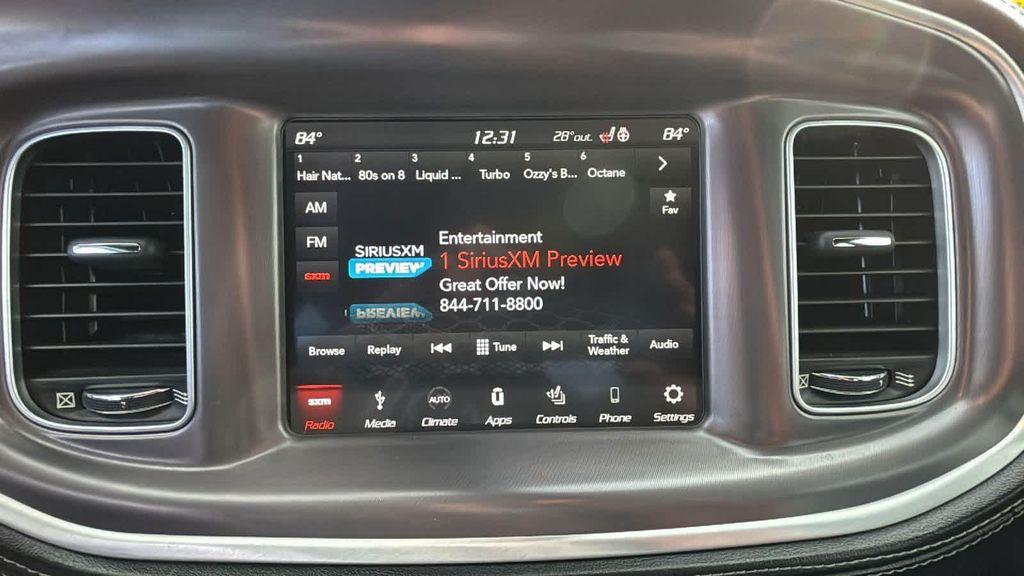 84° 12:31 28°out. 84°
1 2 3 4 5 6
Hair Nat... 80s on 8 Liquid ... Turbo Ozzy's B... Octane
AM
Fav
FM
sxm
SIRIUSXM
PREVIEW
Entertainment
1 SiriusXM Preview
Great Offer Now!
844-711-8800
Browse Replay Tune Traffic & Weather Audio
sxm AUTO
Radio Media Climate Apps Controls Phone Settings